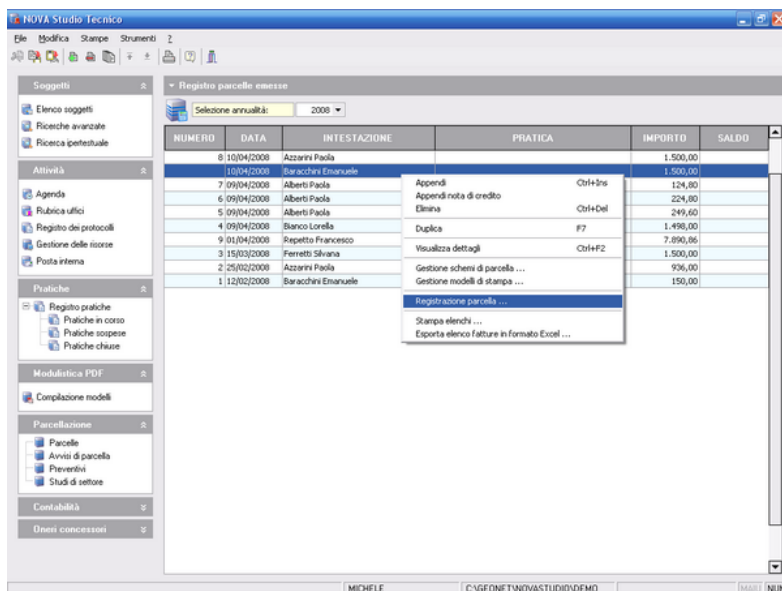 NOVA Studio Tecnico
File Modifica Stampe Strumenti ?
Soggetti
Elenco soggetti
Ricerche avanzate
Ricerca ipertestuale
Attività
Agenda
Rubrica uffici
Registro dei protocolli
Gestione delle risorse
Posta interna
Pratiche
Registro pratiche
Pratiche in corso
Pratiche sospese
Pratiche chiuse
Modulistica PDF
Compilazione modelli
Parcellazione
Parcelle
Avvisi di parcella
Preventivi
Studi di settore
Contabilità
Oneri concessori
Registro parcelle emesse
Selezione annualità: 2008
NUMERO DATA INTESTAZIONE PRATICA IMPORTO SALDO
8 10/04/2008 Azzarini Paola 1.500,00
10/04/2008 Baracchini Emanuele 1.500,00
7 09/04/2008 Alberti Paola 124,80
6 09/04/2008 Alberti Paola 224,80
5 09/04/2008 Alberti Paola 249,60
4 09/04/2008 Bianco Lorella 1.498,00
9 01/04/2008 Repetto Francesco 7.890,86
3 15/03/2008 Ferretti Silvana 1.500,00
2 25/02/2008 Azzarini Paola 936,00
1 12/02/2008 Baracchini Emanuele 150,00
Appendi Ctrl+Ins
Appendi nota di credito
Elimina Ctrl+Del
Duplica F7
Visualizza dettagli Ctrl+F2
Gestione schemi di parcella ...
Gestione modelli di stampa ...
Registrazione parcella ...
Stampa elenchi ...
Esporta elenco fatture in formato Excel ...
MICHELE C:\GEONET\NOVASTUDIO\DEMO MAIU NUM